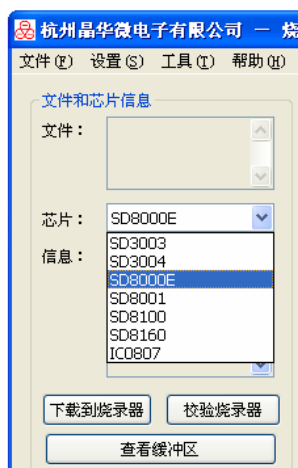 杭州晶华微电子有限公司 一 烧
文件(F) 设置(S) 工具(T) 帮助(H)
文件和芯片信息
文件：
芯片： SD8000E
信息：
SD3003
SD3004
SD8000E
SD8001
SD8100
SD8160
IC0807
下载到烧录器 校验烧录器
查看缓冲区